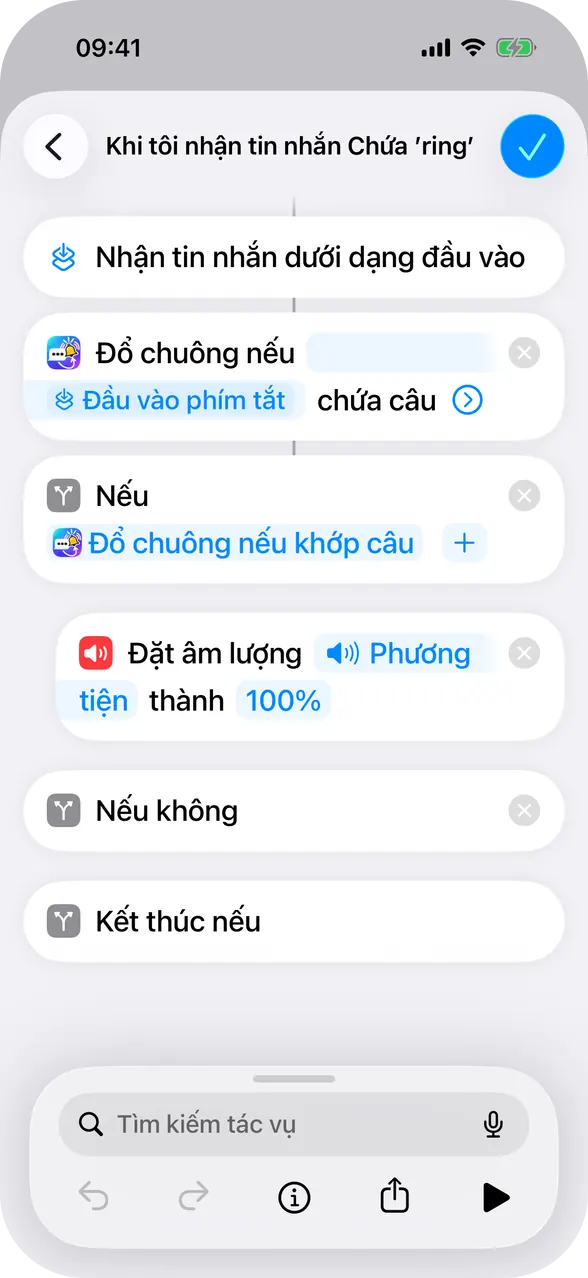 09:41
Khi tôi nhận tin nhắn Chứa ’ring’
Nhận tin nhắn dưới dạng đầu vào
Đổ chuông nếu
Đầu vào phím tắt chứa câu
Nếu
Đổ chuông nếu khớp câu
Đặt âm lượng Phương
tiện thành 100%
Nếu không
Kết thúc nếu
Tìm kiếm tác vụ